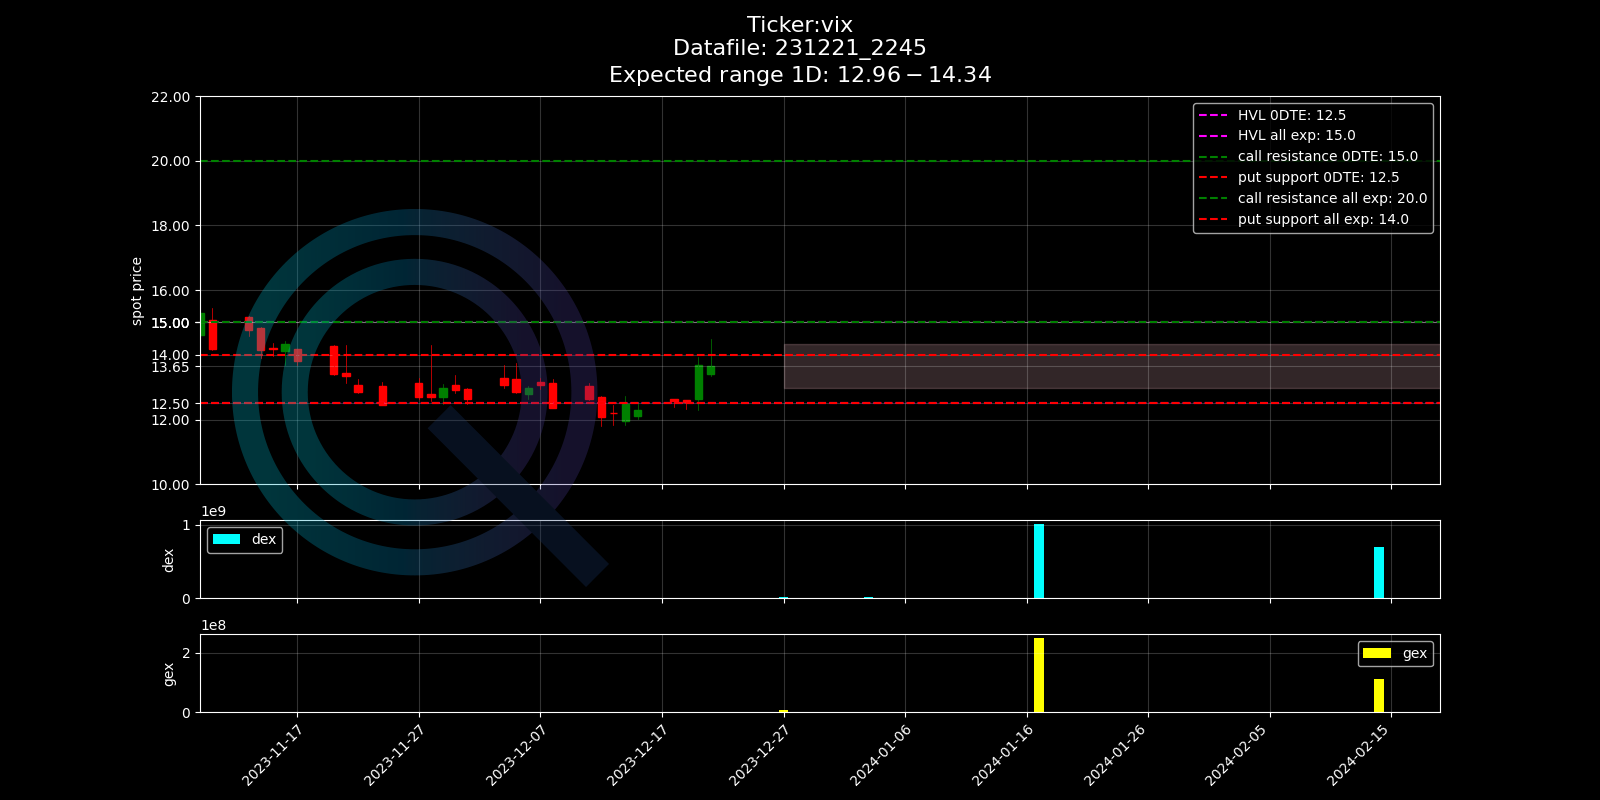 Ticker:vix
Datafile: 231221_2245
Expected range 1D: 12.96 − 14.34
22.00
20.00
18.00
16.00
15.00
14.00
13.65
12.50
12.00
10.00
spot price
HVL 0DTE: 12.5
HVL all exp: 15.0
call resistance 0DTE: 15.0
put support 0DTE: 12.5
call resistance all exp: 20.0
put support all exp: 14.0
1e9
1
0
dex
dex
1e8
2
0
gex
gex
2023-11-17
2023-11-27
2023-12-07
2023-12-17
2023-12-27
2024-01-06
2024-01-16
2024-01-26
2024-02-05
2024-02-15